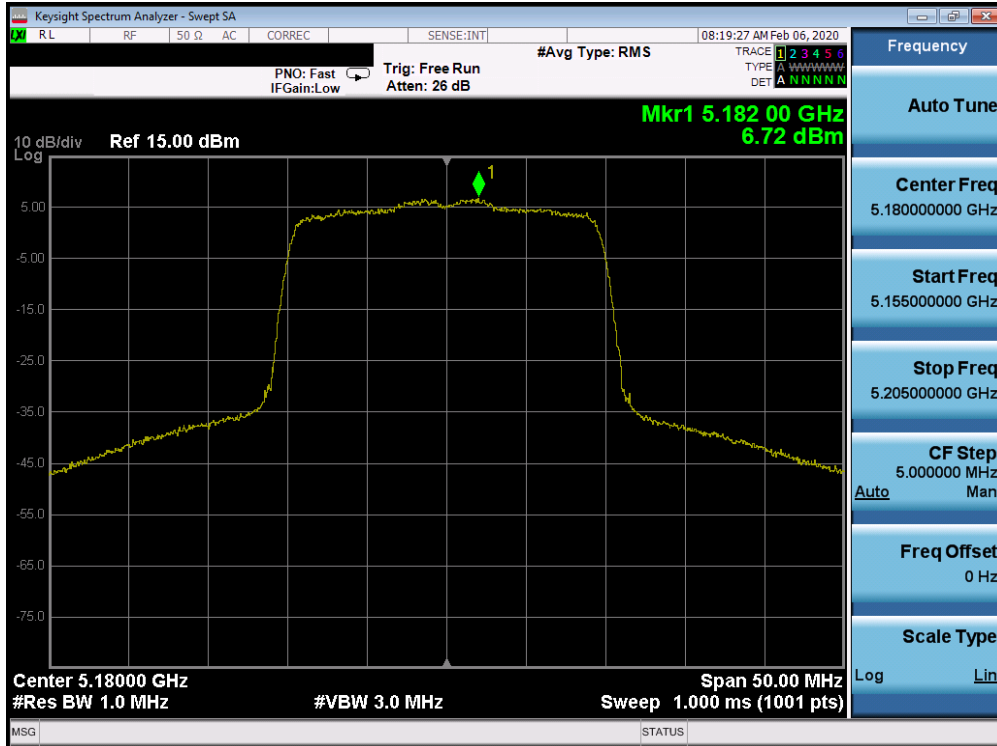 Keysight Spectrum Analyzer - Swept SA
LXI RL RF 50 Ω AC CORREC SENSE:INT 08:19:27 AM Feb 06, 2020
#Avg Type: RMS
TRACE 1 2 3 4 5 6
TYPE A WWWWW
DET A N N N N N
PNO: Fast
IFGain:Low
Trig: Free Run
Atten: 26 dB
Mkr1 5.182 00 GHz
6.72 dBm
10 dB/div Ref 15.00 dBm
Log
1
5.00
-5.00
-15.0
-25.0
-35.0
-45.0
-55.0
-65.0
-75.0
Center 5.18000 GHz Span 50.00 MHz
#Res BW 1.0 MHz #VBW 3.0 MHz Sweep 1.000 ms (1001 pts)
MSG STATUS
Frequency
Auto Tune
Center Freq
5.180000000 GHz
Start Freq
5.155000000 GHz
Stop Freq
5.205000000 GHz
CF Step
5.000000 MHz
Auto Man
Freq Offset
0 Hz
Scale Type
Log Lin